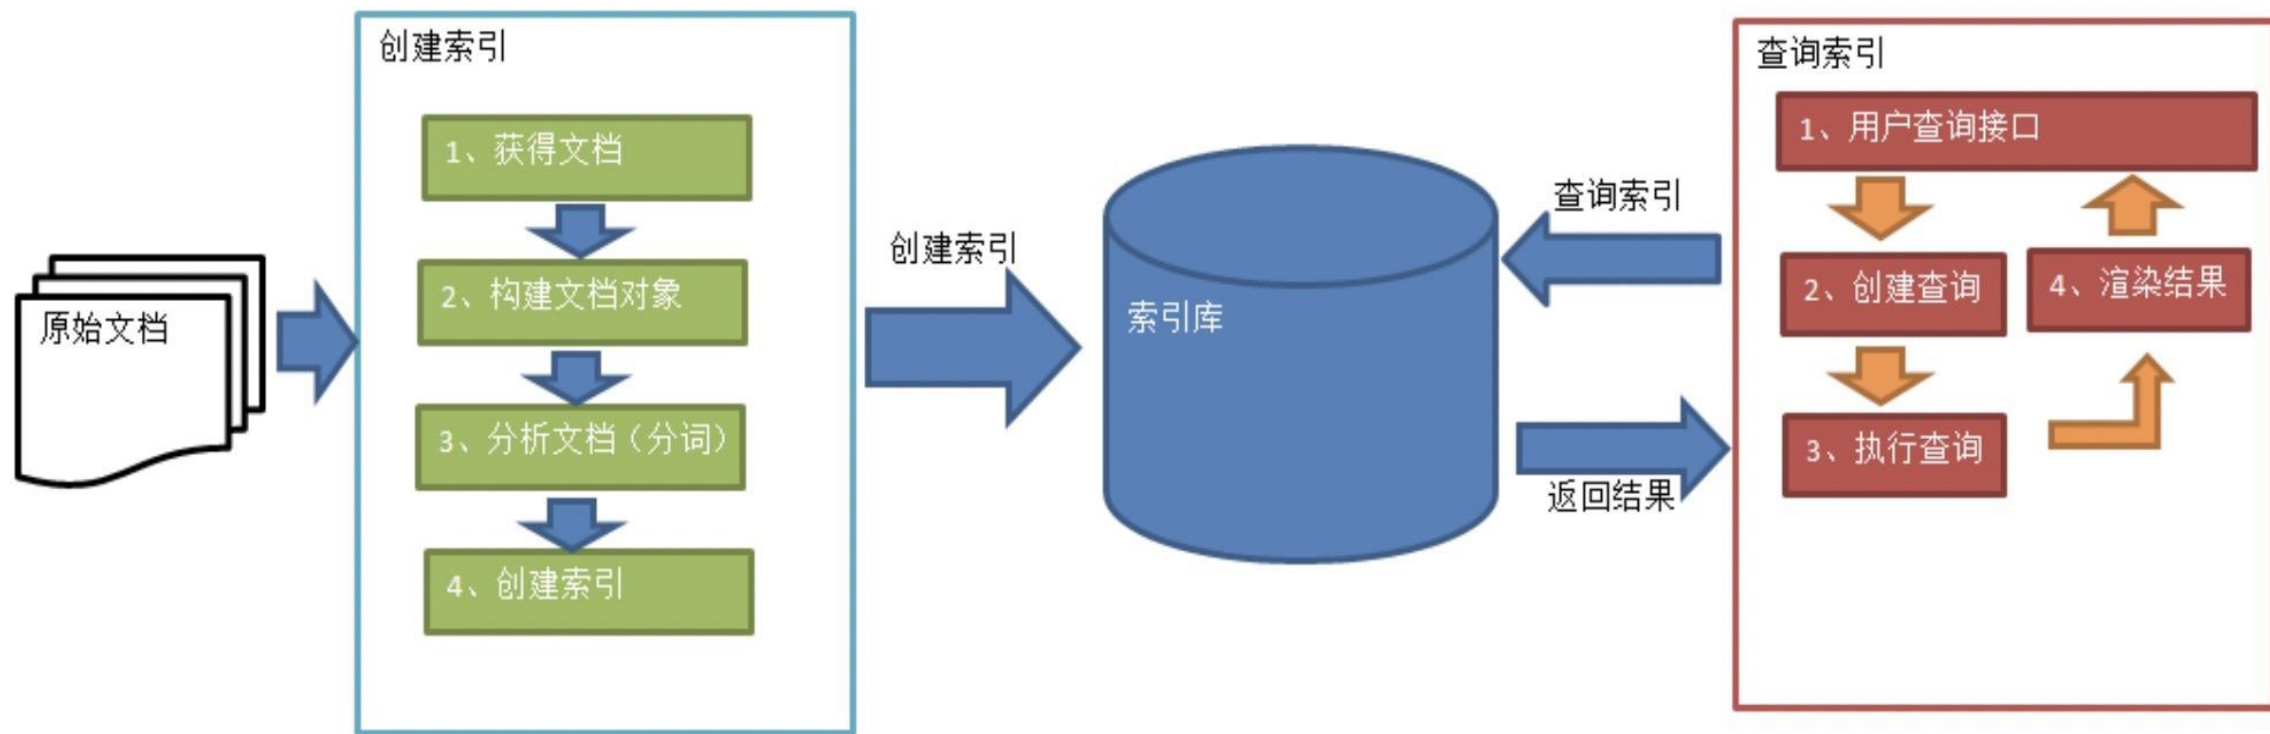 原始文档
创建索引
1、获得文档
2、构建文档对象
3、分析文档（分词）
4、创建索引
创建索引
索引库
查询索引
返回结果
查询索引
1、用户查询接口
2、创建查询
4、渲染结果
3、执行查询